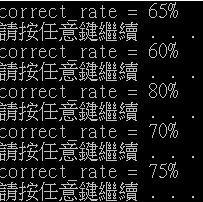 correct_rate = 65%
請按任意鍵繼續 . . .
correct_rate = 60%
請按任意鍵繼續 . . .
correct_rate = 80%
請按任意鍵繼續 . . .
correct_rate = 70%
請按任意鍵繼續 . . .
correct_rate = 75%
請按任意鍵繼續 . . .